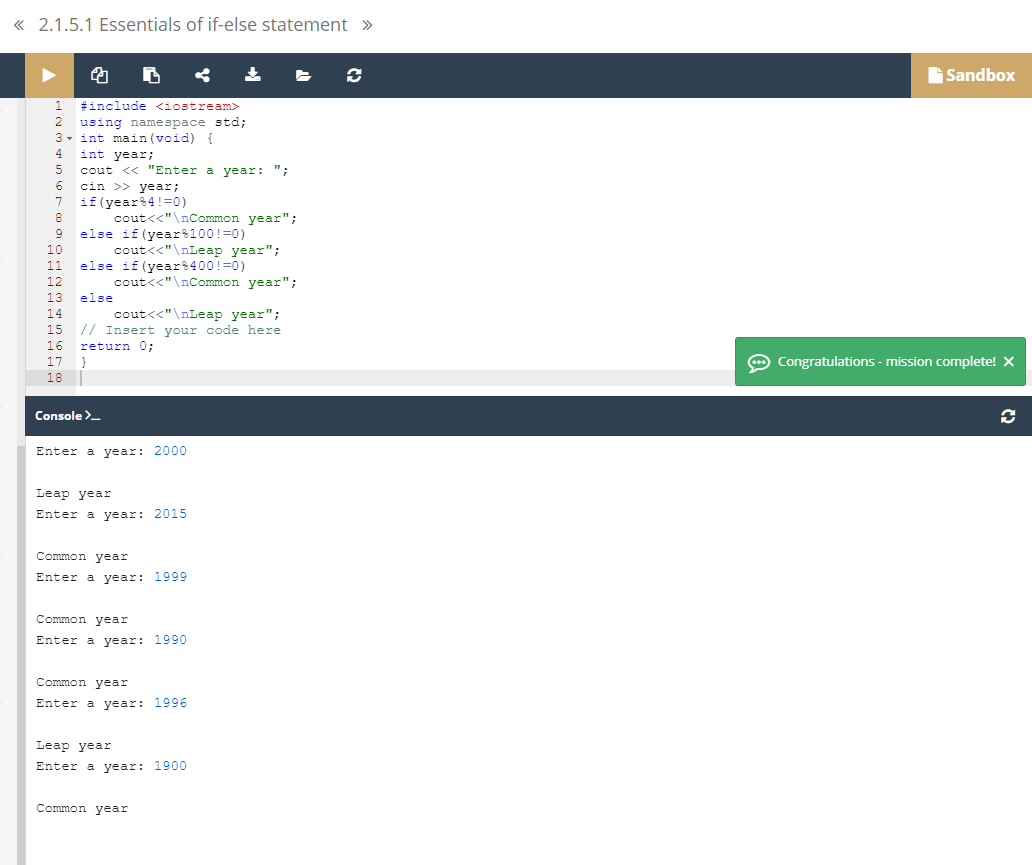 « 2.1.5.1 Essentials of if-else statement »
Sandbox
1 #include <iostream>
2 using namespace std;
3 int main(void) {
4 int year;
5 cout << "Enter a year: ";
6 cin >> year;
7 if(year%4!=0)
8 cout<<"\nCommon year";
9 else if(year%100!=0)
10 cout<<"\nLeap year";
11 else if(year%400!=0)
12 cout<<"\nCommon year";
13 else
14 cout<<"\nLeap year";
15 // Insert your code here
16 return 0;
17 }
18
Congratulations - mission complete! ×
Console >_
Enter a year: 2000
Leap year
Enter a year: 2015
Common year
Enter a year: 1999
Common year
Enter a year: 1990
Common year
Enter a year: 1996
Leap year
Enter a year: 1900
Common year